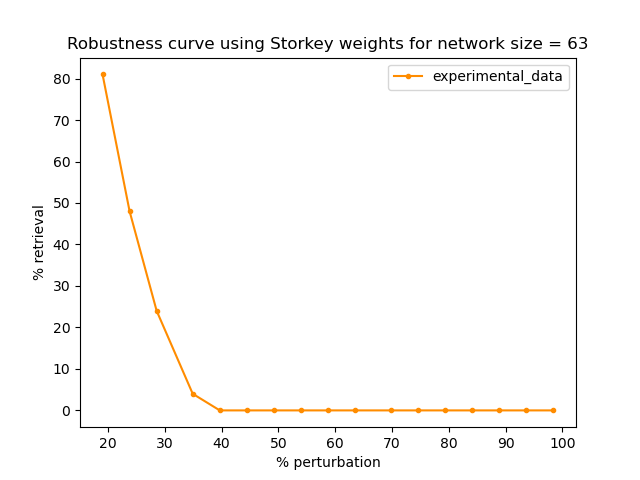 Robustness curve using Storkey weights for network size = 63
experimental_data
% retrieval
80
70
60
50
40
30
20
10
0
20 30 40 50 60 70 80 90 100
% perturbation